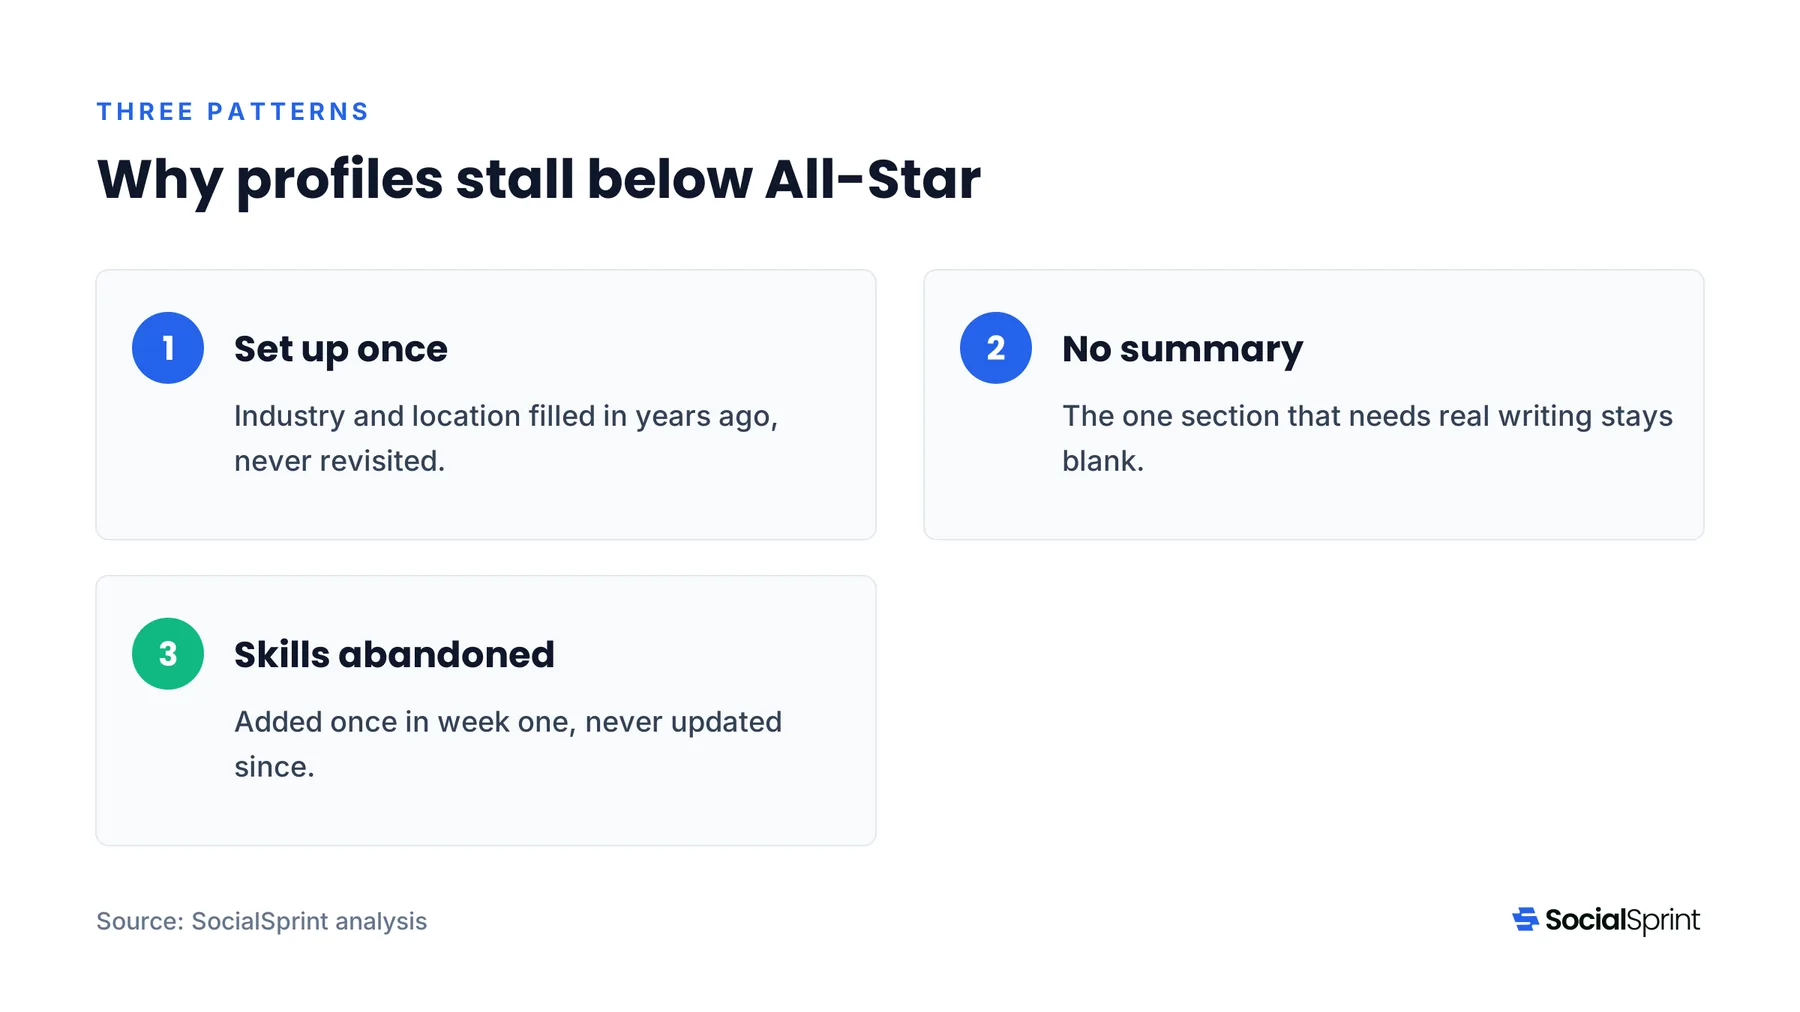 THREE PATTERNS
Why profiles stall below All-Star
1
Set up once
Industry and location filled in years ago,
never revisited.
2
No summary
The one section that needs real writing stays
blank.
3
Skills abandoned
Added once in week one, never updated
since.
Source: SocialSprint analysis
SocialSprint